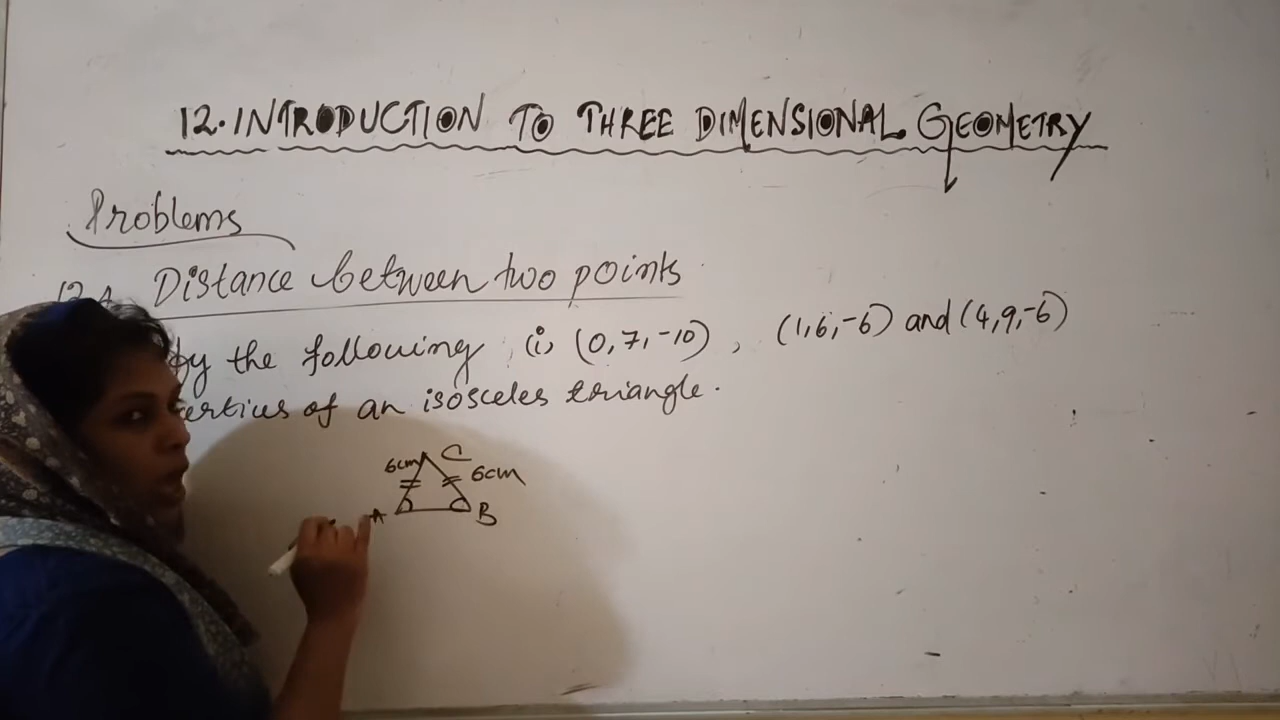 12. INTRODUCTION TO THREE DIMENSIONAL GEOMETRY
Problems
Distance between two points
the following (i) (0,7,-10), (1,6,-6) and (4,9,-6)
of an isosceles triangle.
C
6cm 6cm
A B